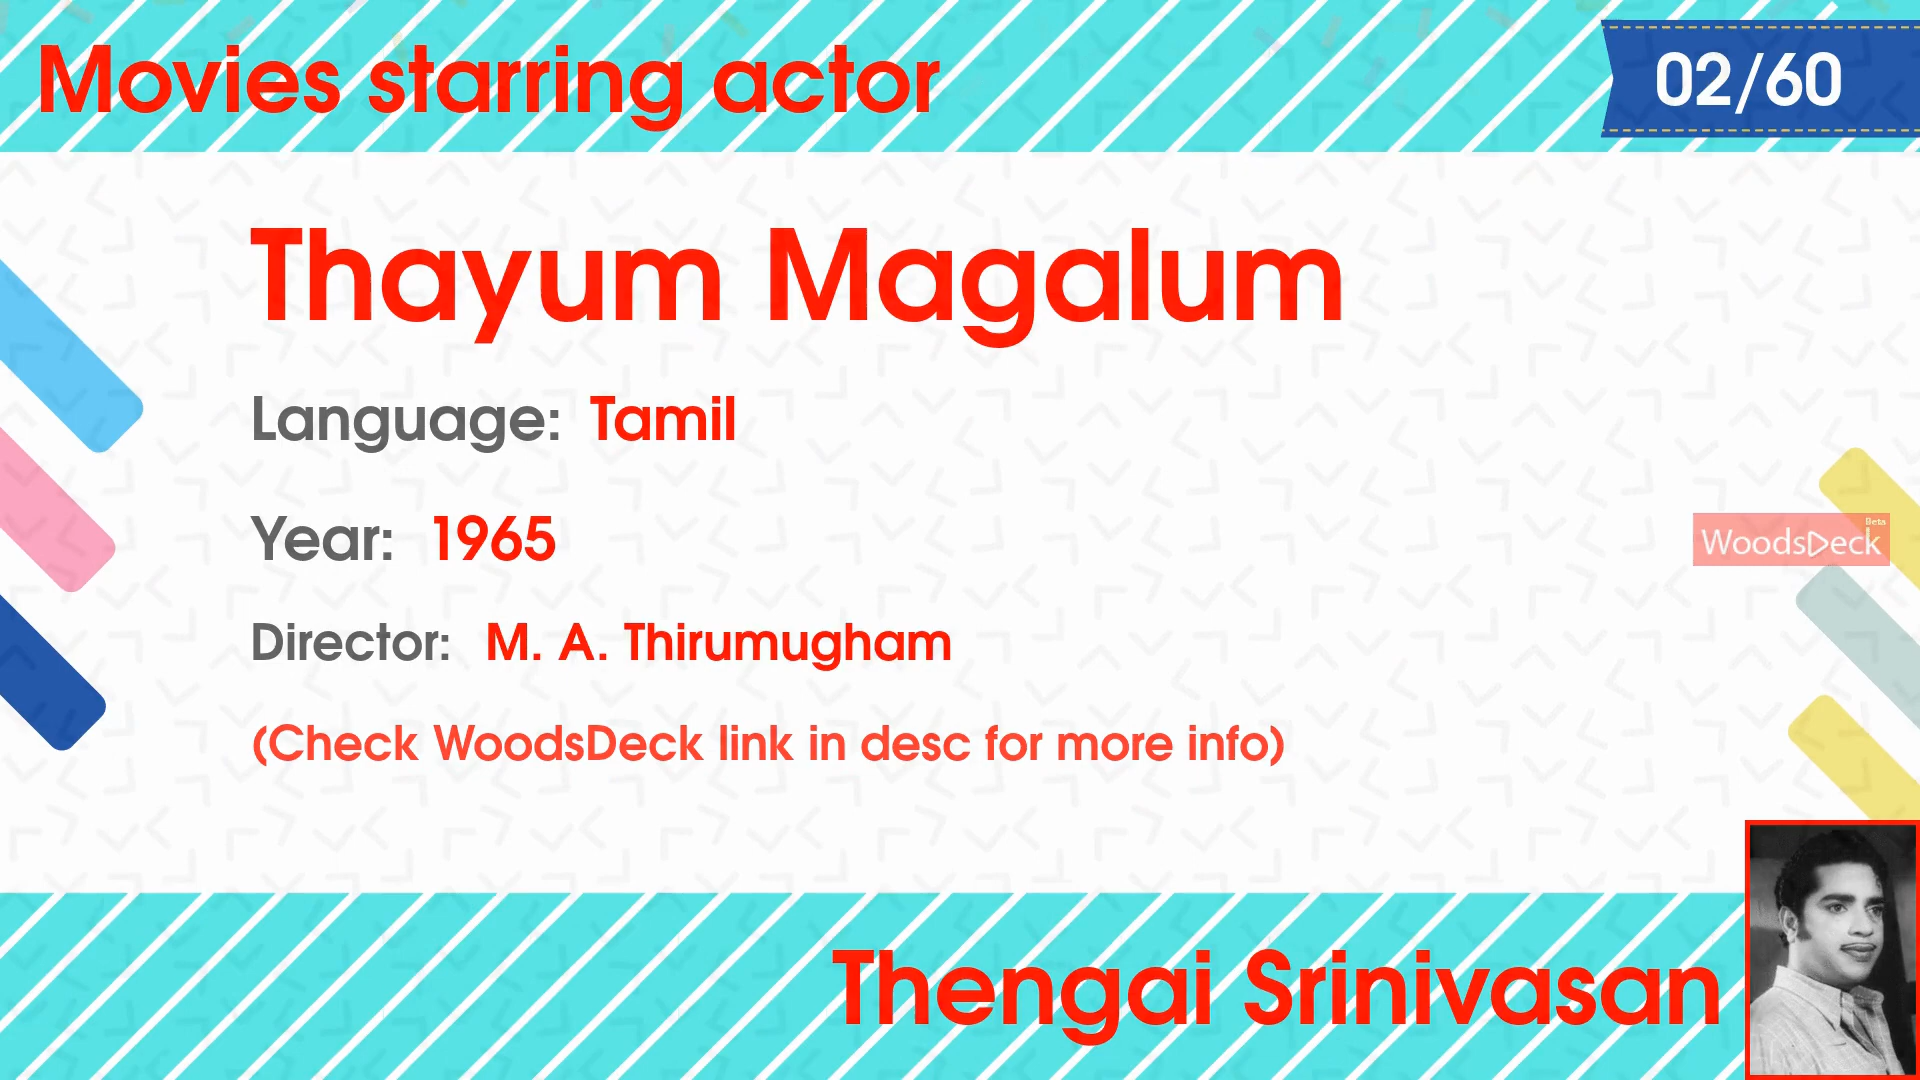 Movies starring actor
02/60
Thayum Magalum
Language: Tamil
Year: 1965
WoodsDeck Beta
Director: M. A. Thirumugham
(Check WoodsDeck link in desc for more info)
Thengai Srinivasan